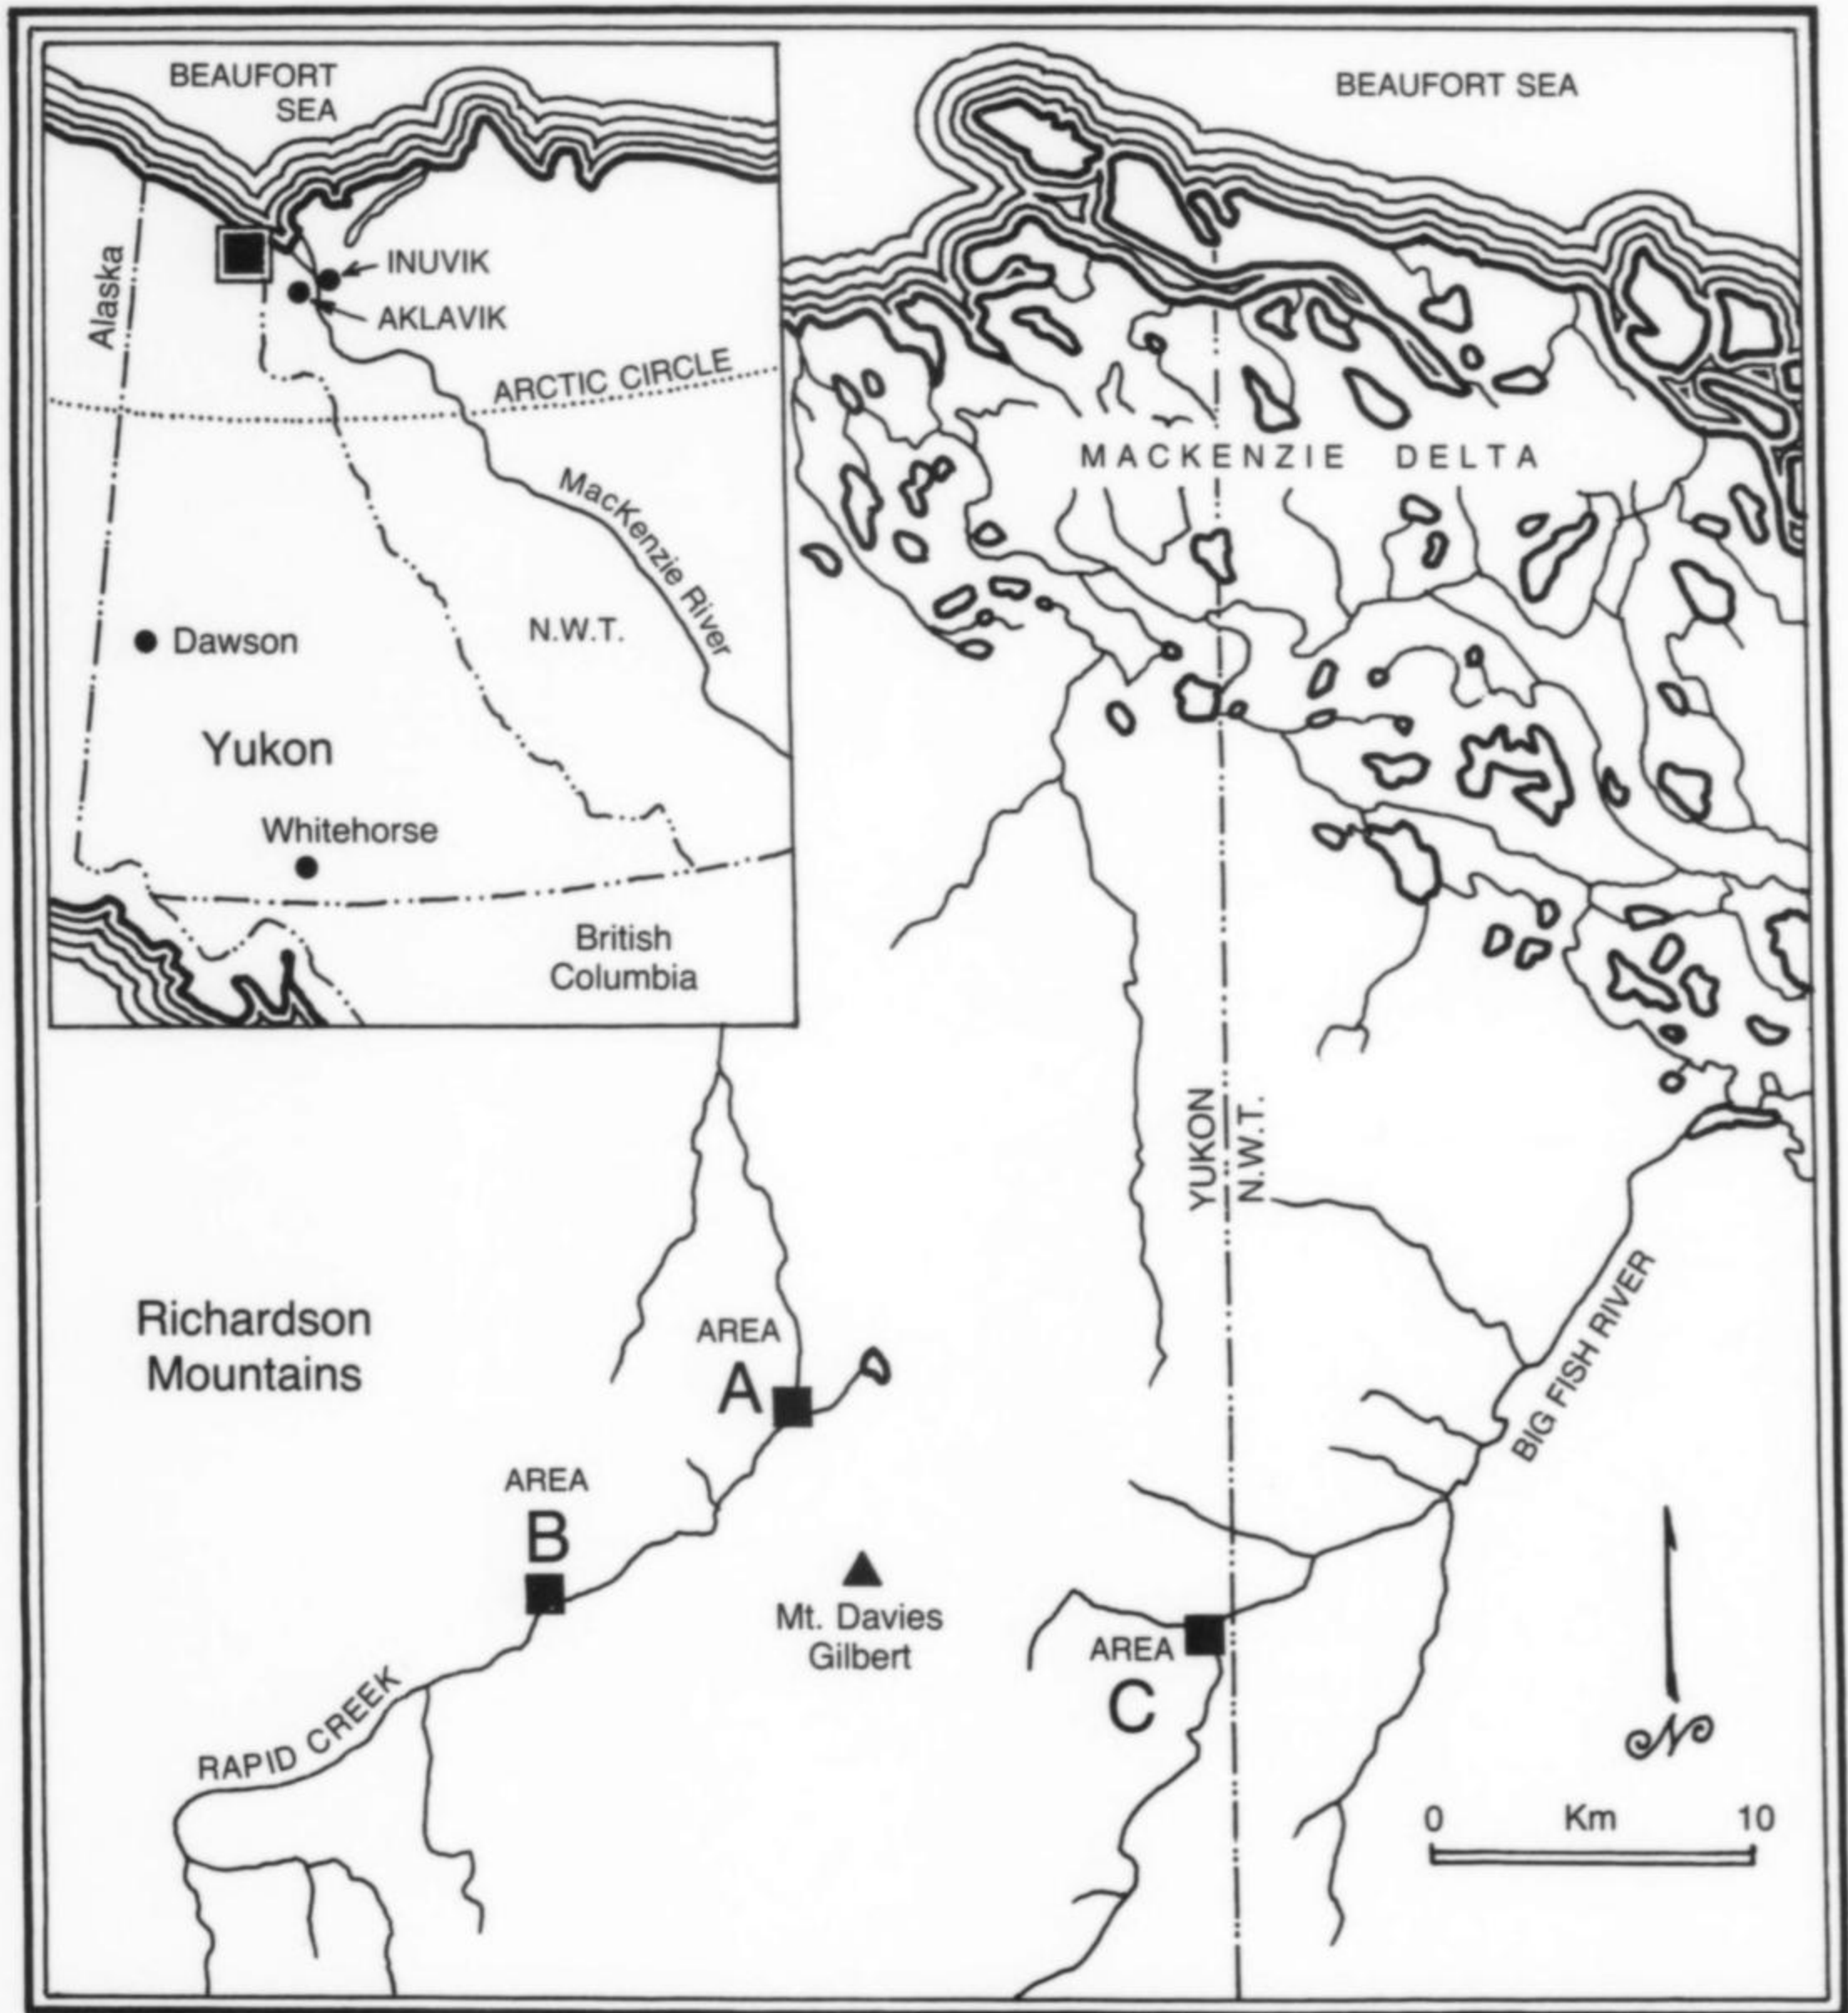 BEAUFORT
SEA
INUVIK
AKLAVIK
Alaska
ARCTIC CIRCLE
MacKenzie River
N.W.T.
Dawson
Yukon
Whitehorse
British
Columbia
BEAUFORT SEA
MACKENZIE DELTA
YUKON
N.W.T.
BIG FISH RIVER
Richardson
Mountains
AREA
A
AREA
B
Mt. Davies
Gilbert
AREA
C
RAPID CREEK
N
0 Km 10